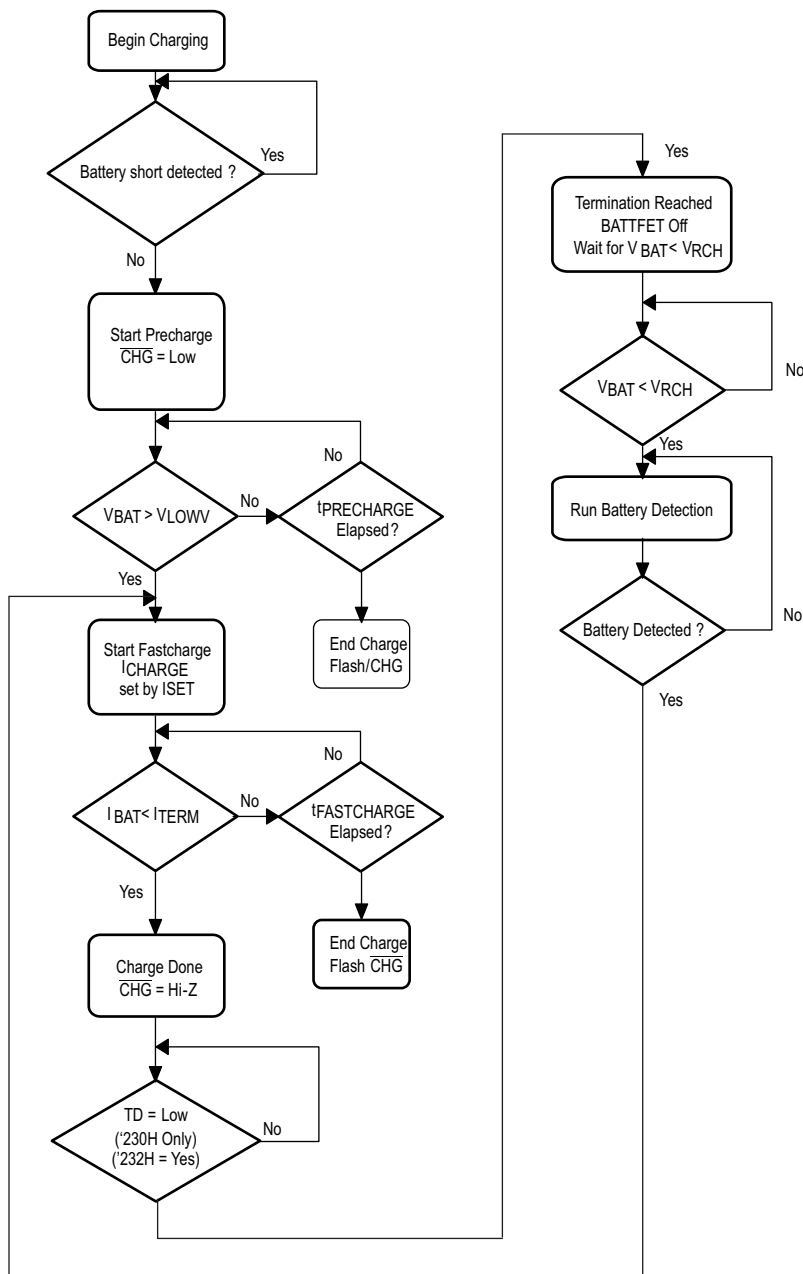 Begin Charging
Battery short detected ?
Yes
No
Start Precharge
CHG = Low
No
VBAT > VLOWV
No
tPRECHARGE
Elapsed?
Yes
Start Fastcharge
ICHARGE
set by ISET
End Charge
Flash/CHG
No
IBAT< ITERM
No
tFASTCHARGE
Elapsed?
Yes
Charge Done
CHG = Hi-Z
End Charge
Flash CHG
TD = Low
(‘230H Only)
(’232H = Yes)
No
Yes
Termination Reached
BATTFET Off
Wait for VBAT< VRCH
VBAT < VRCH
No
Yes
Run Battery Detection
Battery Detected ?
No
Yes